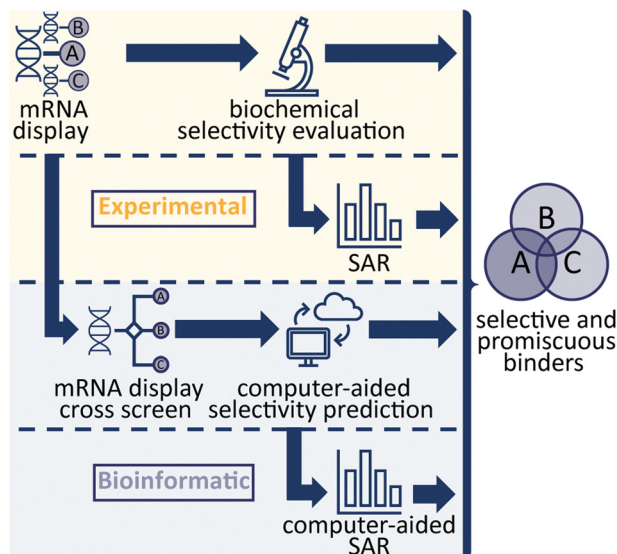 B
A
C
mRNA
display
biochemical
selectivity evaluation
Experimental
SAR
A
B
C
mRNA display
cross screen
computer-aided
selectivity prediction
Bioinformatic
computer-aided
SAR
B
A C
selective and
promiscuous
binders